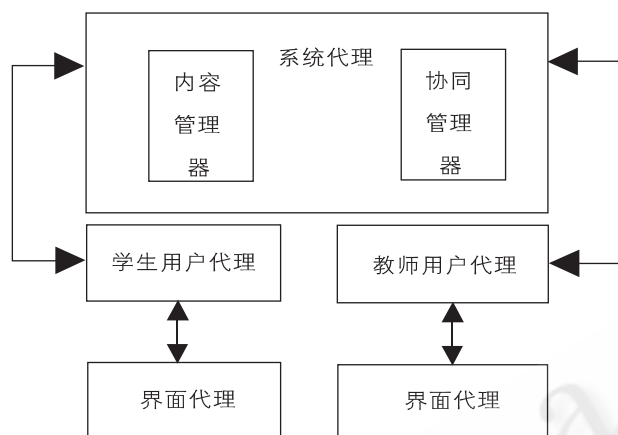 系统代理
内容
管理
器
协同
管理
器
学生用户代理
教师用户代理
界面代理
界面代理